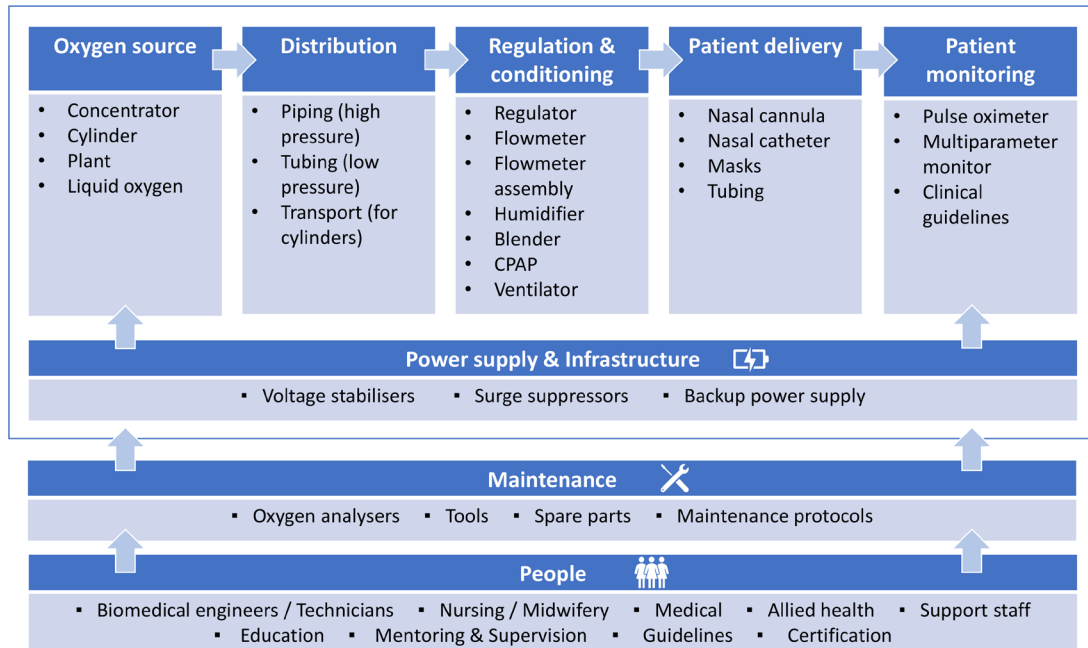 Oxygen source
• Concentrator
• Cylinder
• Plant
• Liquid oxygen
Distribution
• Piping (high
pressure)
• Tubing (low
pressure)
• Transport (for
cylinders)
Regulation &
conditioning
• Regulator
• Flowmeter
• Flowmeter
assembly
• Humidifier
• Blender
• CPAP
• Ventilator
Patient delivery
• Nasal cannula
• Nasal catheter
• Masks
• Tubing
Patient
monitoring
• Pulse oximeter
• Multiparameter
monitor
• Clinical
guidelines
Power supply & Infrastructure
▪ Voltage stabilisers ▪ Surge suppressors ▪ Backup power supply
Maintenance
▪ Oxygen analysers ▪ Tools ▪ Spare parts ▪ Maintenance protocols
People
▪ Biomedical engineers / Technicians ▪ Nursing / Midwifery ▪ Medical ▪ Allied health ▪ Support staff
▪ Education ▪ Mentoring & Supervision ▪ Guidelines ▪ Certification